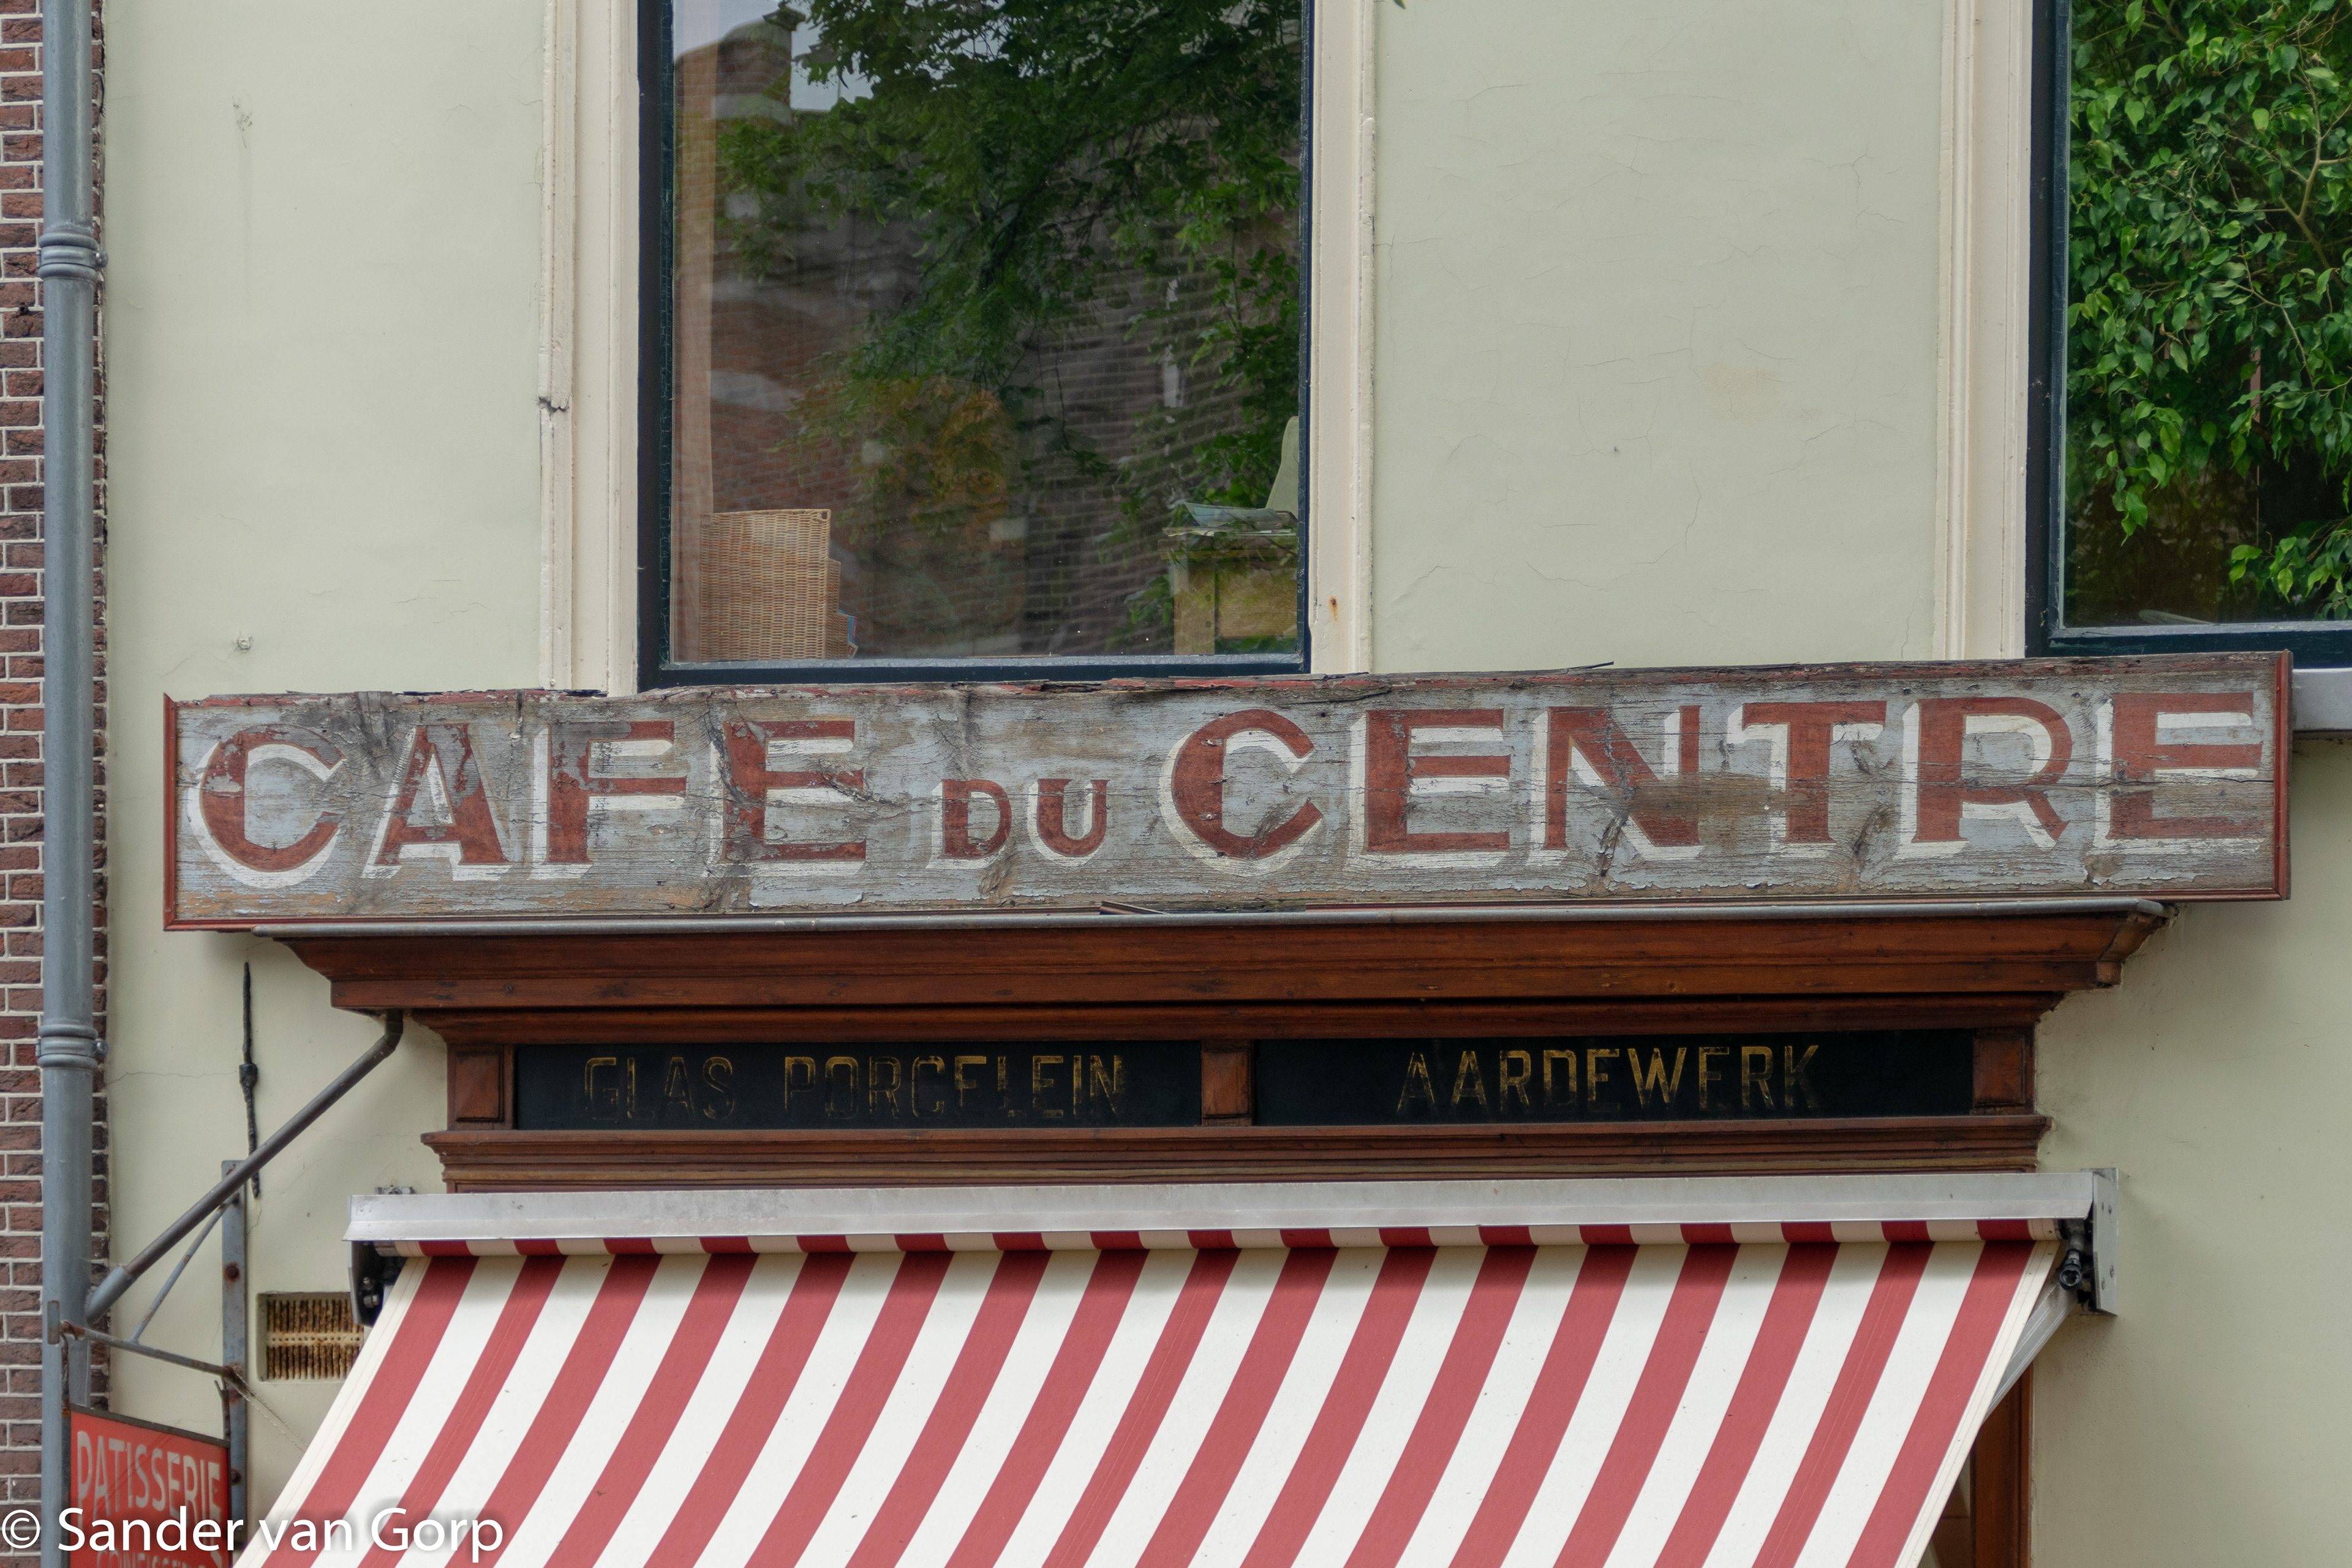 CAFE DU CENTRE
GLAS PORCELEIN AARDEWERK
PATISSERIE
© Sander van Gorp